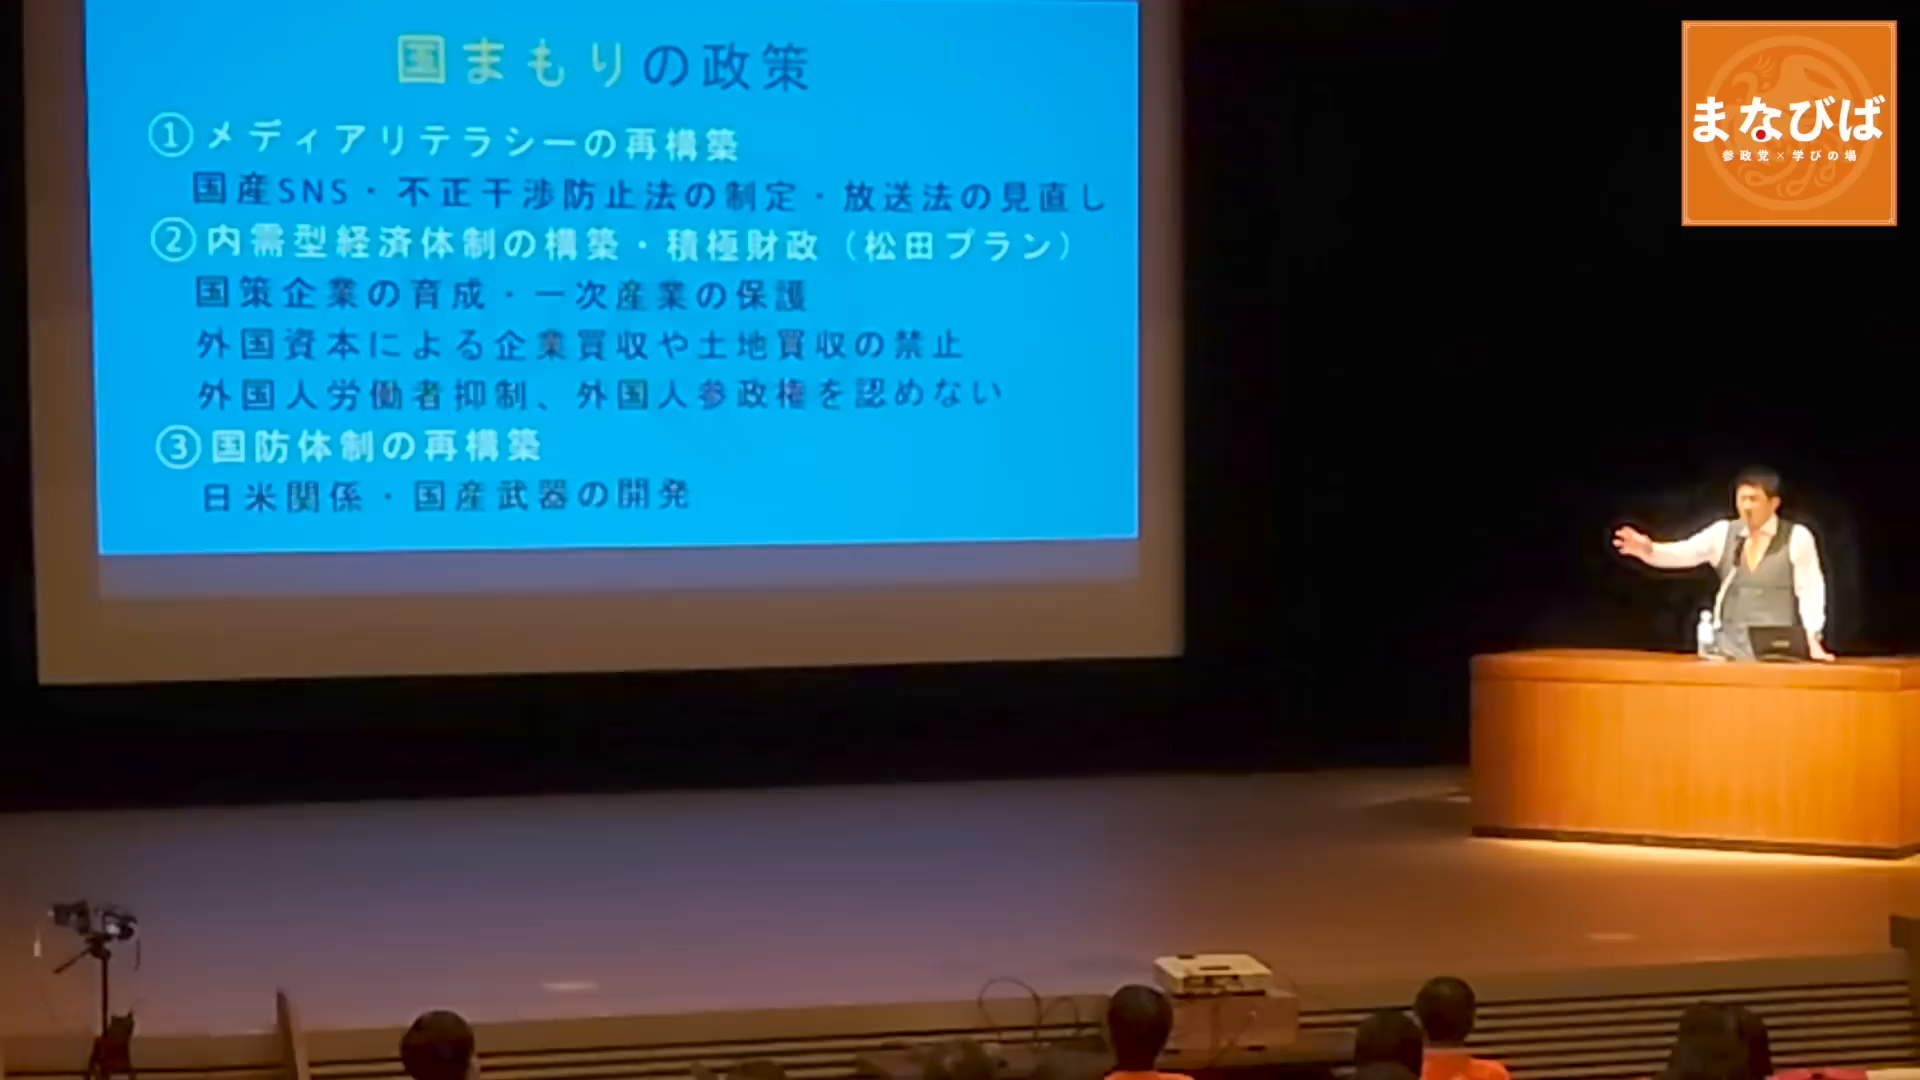 国まもりの政策
①メディアリテラシーの再構築
国産SNS・不正干渉防止法の制定・放送法の見直し
②内需型経済体制の構築・積極財政（松田プラン）
国策企業の育成・一次産業の保護
外国資本による企業買収や土地買収の禁止
外国人労働者抑制、外国人参政権を認めない
③国防体制の再構築
日米関係・国産武器の開発
まなびば
参政党×学びの場